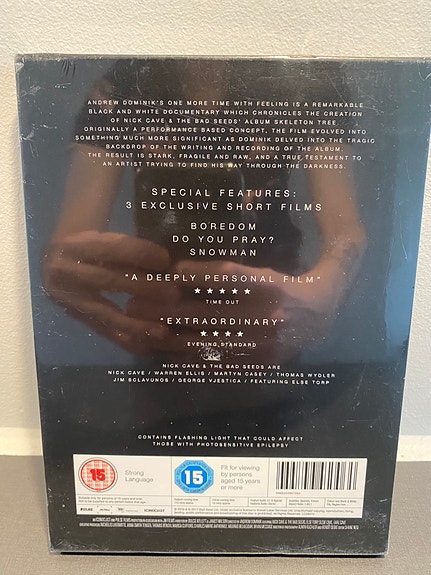 ANDREW DOMINIK'S ONE MORE TIME WITH FEELING IS A REMARKABLE
BLACK AND WHITE DOCUMENTARY WHICH CHRONICLES THE CREATION
OF NICK CAVE & THE BAD SEEDS' ALBUM SKELETON TREE.
ORIGINALLY A PERFORMANCE BASED CONCEPT, THE FILM EVOLVED INTO
SOMETHING MUCH MORE SIGNIFICANT AS DOMINIK DELVED INTO THE TRAGIC
BACKDROP OF THE WRITING AND RECORDING OF THE ALBUM.
THE RESULT IS STARK, FRAGILE AND RAW, AND A TRUE TESTAMENT TO
AN ARTIST TRYING TO FIND HIS WAY THROUGH THE DARKNESS.
SPECIAL FEATURES:
3 EXCLUSIVE SHORT FILMS
BOREDOM
DO YOU PRAY?
SNOWMAN
"A DEEPLY PERSONAL FILM"
★ ★ ★ ★ ★
TIME OUT
"EXTRAORDINARY"
★ ★ ★ ★
EVENING STANDARD
NICK CAVE & THE BAD SEEDS ARE
NICK CAVE / WARREN ELLIS / MARTYN CASEY / THOMAS WYDLER
JIM SCLAVUNOS / GEORGE VJESTICA / FEATURING ELSE TORP
CONTAINS FLASHING LIGHT THAT COULD AFFECT
THOSE WITH PHOTOSENSITIVE EPILEPSY
15
Strong
Language
15
Fit for viewing by
persons
aged 15 years
or more